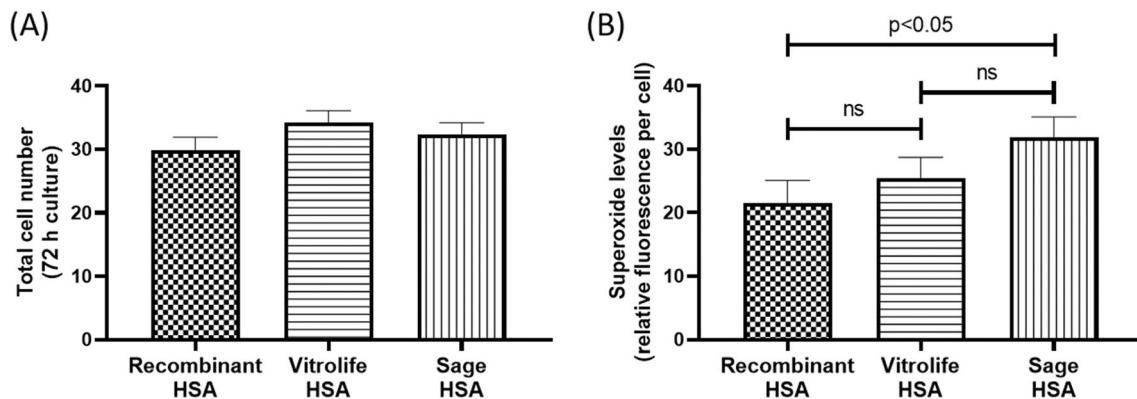 (A)
Total cell number
(72 h culture)
40
30
20
10
0
Recombinant
HSA
Vitrolife
HSA
Sage
HSA
(B)
p<0.05
ns
ns
Superoxide levels
(relative fluorescence per cell)
40
30
20
10
0
Recombinant
HSA
Vitrolife
HSA
Sage
HSA